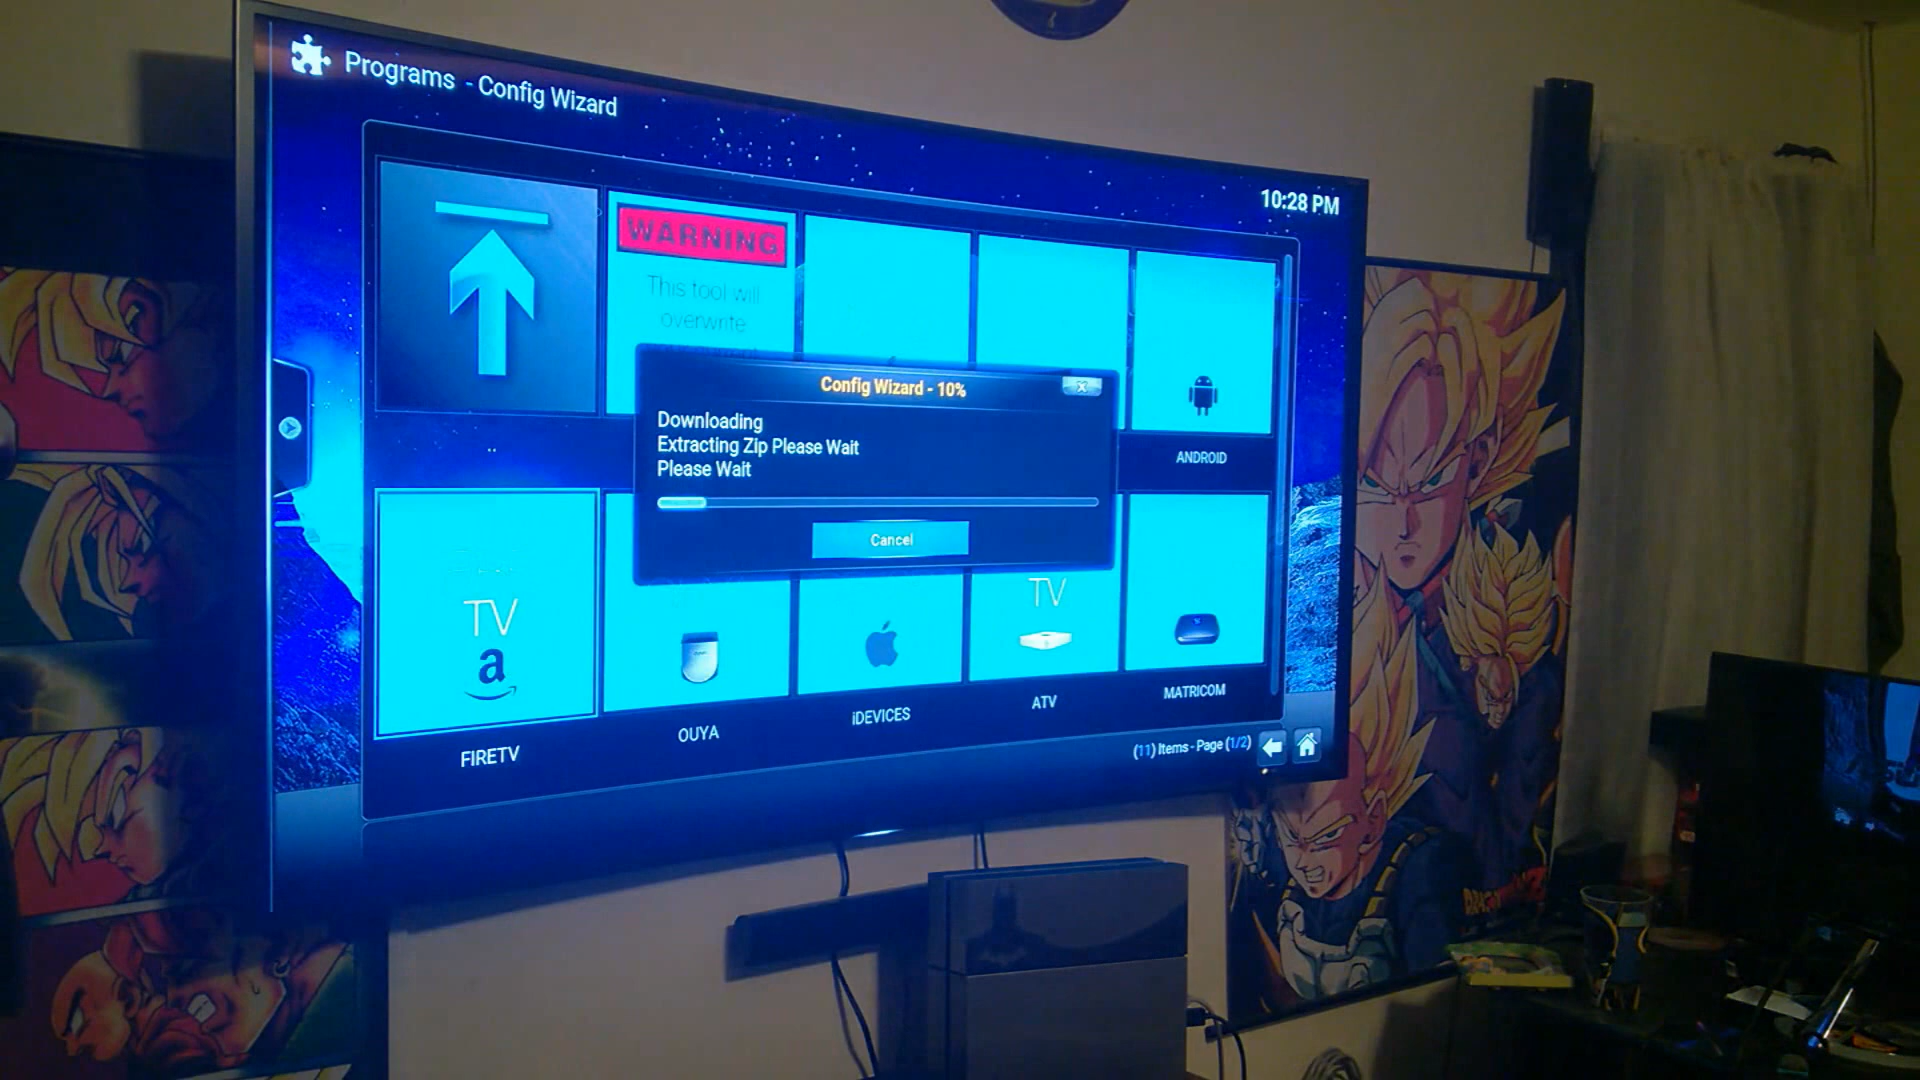 Programs - Config Wizard
10:28 PM
WARNING
This tool will
overwrite
Config Wizard - 10%
Downloading
Extracting Zip Please Wait
Please Wait
Cancel
ANDROID
TV
a
TV
FIRETV
OUYA
iDEVICES
ATV
MATRICOM
(11) Items - Page (1/2)